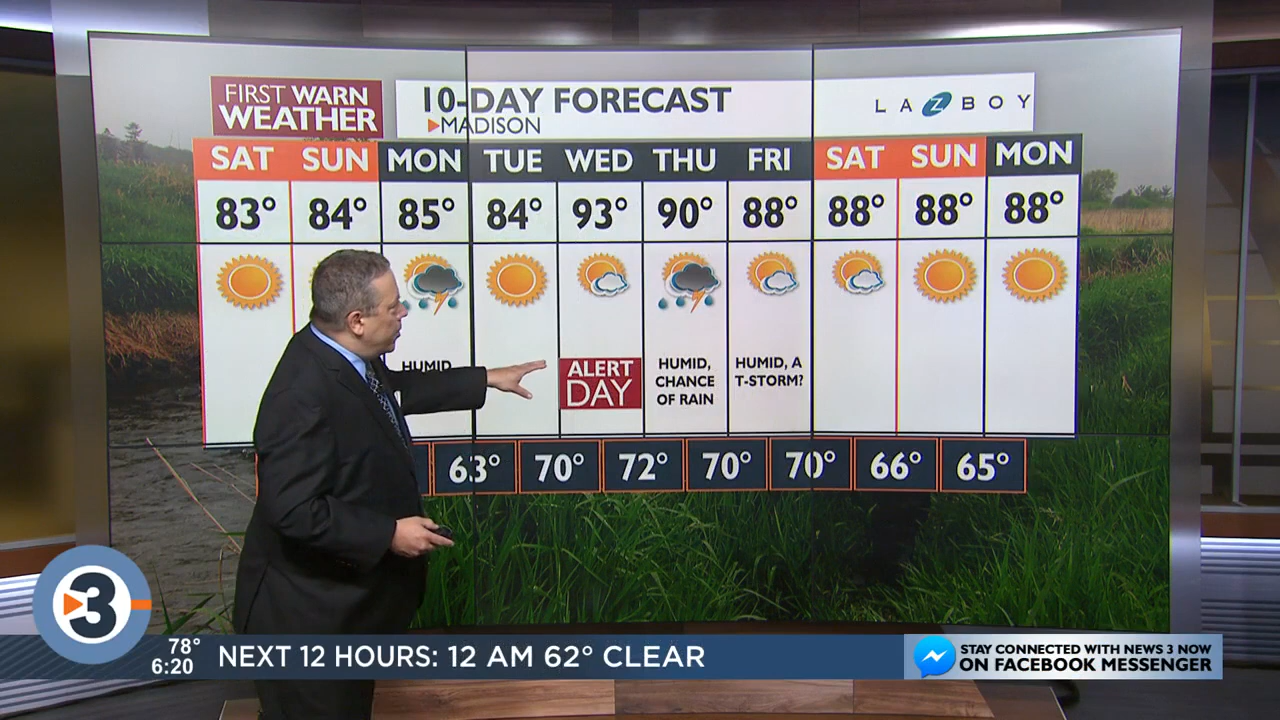 FIRST WARN
WEATHER
10-DAY FORECAST
MADISON
LA Z BOY
SAT SUN MON TUE WED THU FRI SAT SUN MON
83° 84° 85° 84° 93° 90° 88° 88° 88° 88°
HUMID
ALERT
DAY
HUMID,
CHANCE
OF RAIN
HUMID, A
T-STORM?
63° 70° 72° 70° 70° 66° 65°
3
78°
6:20
NEXT 12 HOURS: 12 AM 62° CLEAR
STAY CONNECTED WITH NEWS 3 NOW
ON FACEBOOK MESSENGER